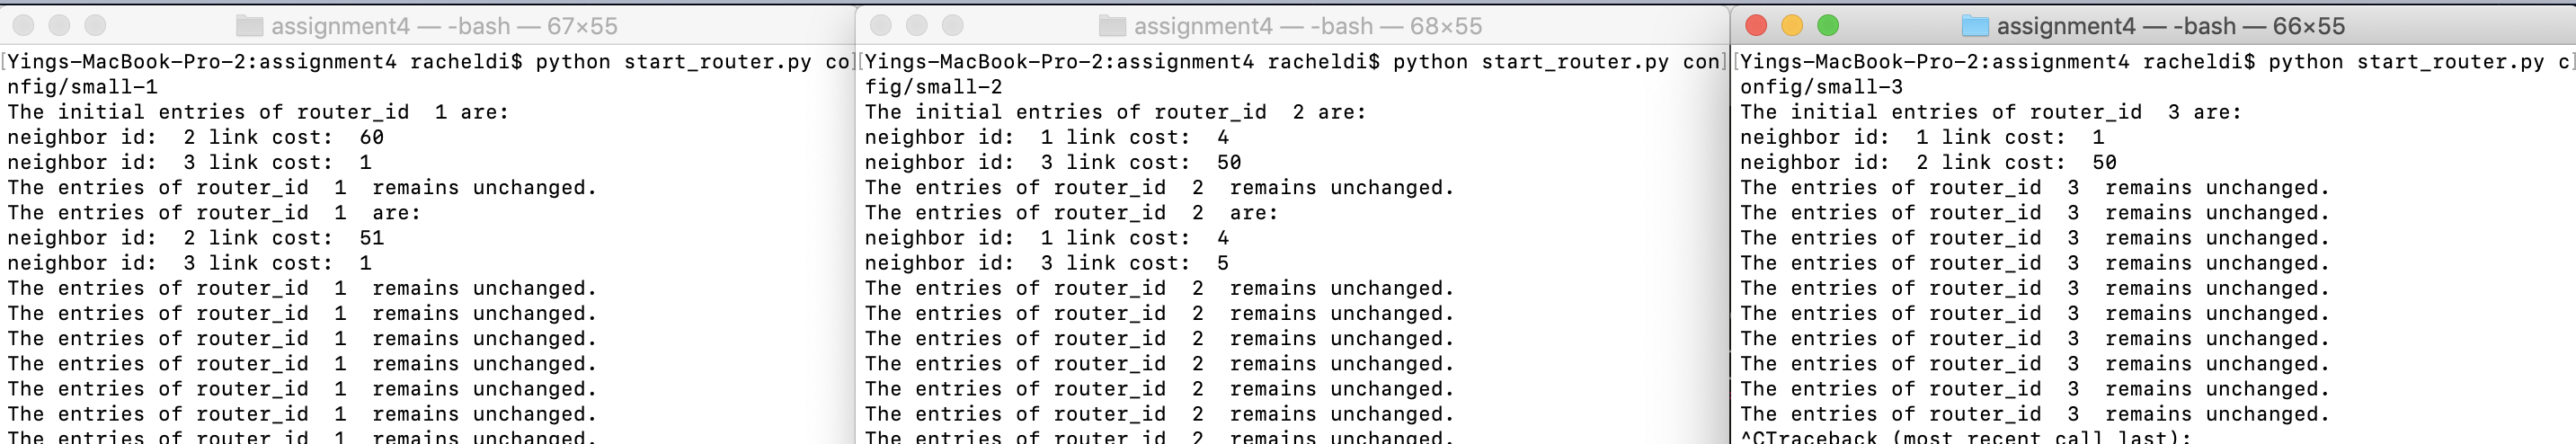 assignment4 — -bash — 67×55
[Yings-MacBook-Pro-2:assignment4 racheldi$ python start_router.py co]
nfig/small-1
The initial entries of router_id  1 are:
neighbor id:  2 link cost:  60
neighbor id:  3 link cost:  1
The entries of router_id  1  remains unchanged.
The entries of router_id  1  are:
neighbor id:  2 link cost:  51
neighbor id:  3 link cost:  1
The entries of router_id  1  remains unchanged.
The entries of router_id  1  remains unchanged.
The entries of router_id  1  remains unchanged.
The entries of router_id  1  remains unchanged.
The entries of router_id  1  remains unchanged.
The entries of router_id  1  remains unchanged.
The entries of router_id  1  remains unchanged.
assignment4 — -bash — 68×55
[Yings-MacBook-Pro-2:assignment4 racheldi$ python start_router.py con]
fig/small-2
The initial entries of router_id  2 are:
neighbor id:  1 link cost:  4
neighbor id:  3 link cost:  50
The entries of router_id  2  remains unchanged.
The entries of router_id  2  are:
neighbor id:  1 link cost:  4
neighbor id:  3 link cost:  5
The entries of router_id  2  remains unchanged.
The entries of router_id  2  remains unchanged.
The entries of router_id  2  remains unchanged.
The entries of router_id  2  remains unchanged.
The entries of router_id  2  remains unchanged.
The entries of router_id  2  remains unchanged.
The entries of router_id  2  remains unchanged.
assignment4 — -bash — 66×55
[Yings-MacBook-Pro-2:assignment4 racheldi$ python start_router.py c]
onfig/small-3
The initial entries of router_id  3 are:
neighbor id:  1 link cost:  1
neighbor id:  2 link cost:  50
The entries of router_id  3  remains unchanged.
The entries of router_id  3  remains unchanged.
The entries of router_id  3  remains unchanged.
The entries of router_id  3  remains unchanged.
The entries of router_id  3  remains unchanged.
The entries of router_id  3  remains unchanged.
The entries of router_id  3  remains unchanged.
The entries of router_id  3  remains unchanged.
The entries of router_id  3  remains unchanged.
The entries of router_id  3  remains unchanged.
^CTraceback (most recent call last):